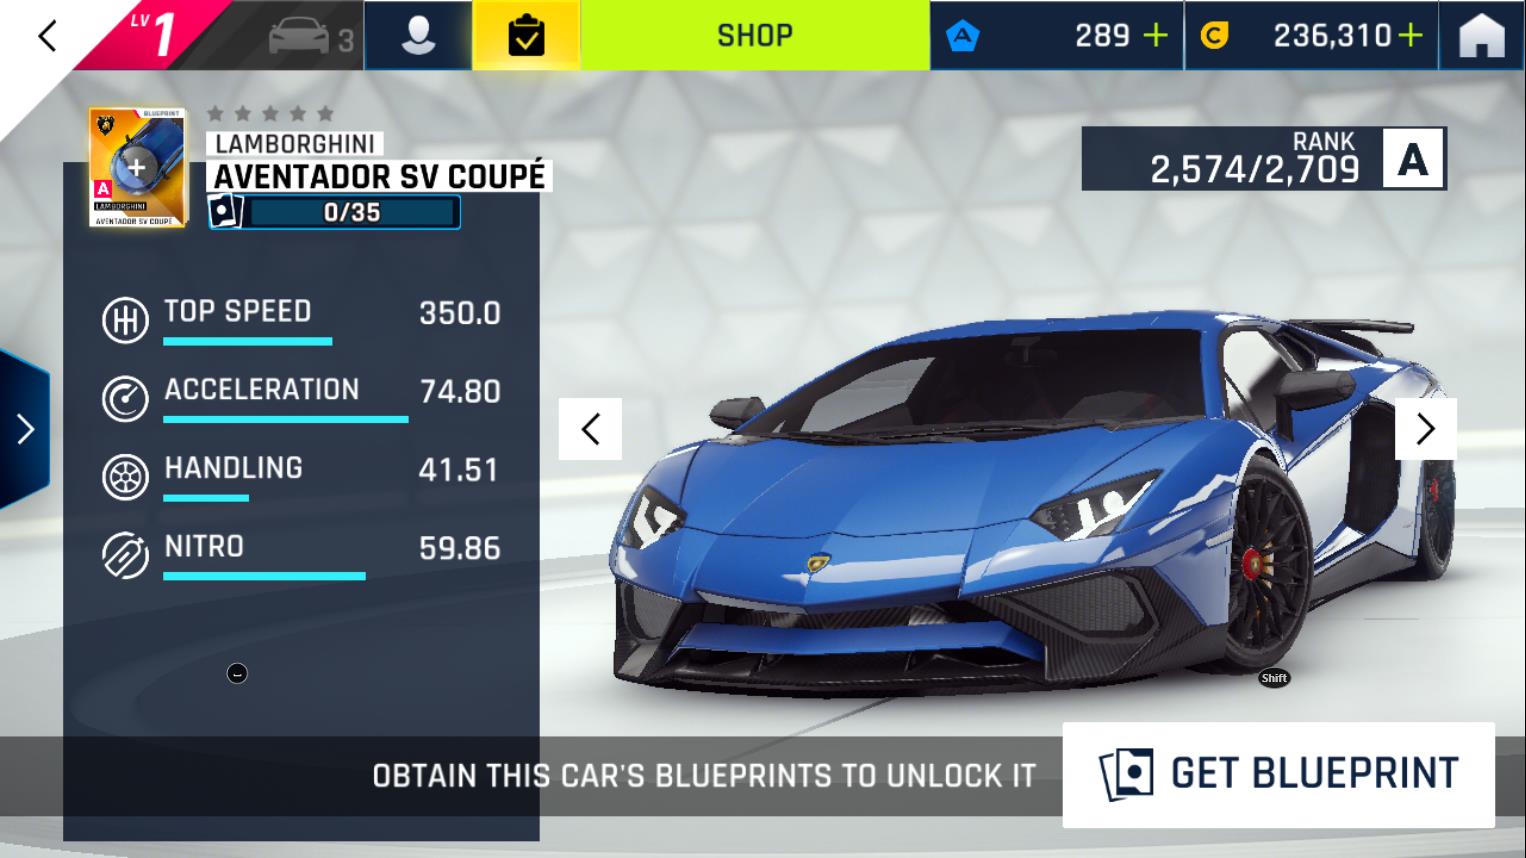 LV 1
3
SHOP
289
236,310
BLUEPRINT
A
LAMBORGHINI
AVENTADOR SV COUPÉ
LAMBORGHINI
AVENTADOR SV COUPÉ
0/35
RANK
2,574/2,709
A
TOP SPEED 350.0
ACCELERATION 74.80
HANDLING 41.51
NITRO 59.86
Shift
OBTAIN THIS CAR'S BLUEPRINTS TO UNLOCK IT
GET BLUEPRINT